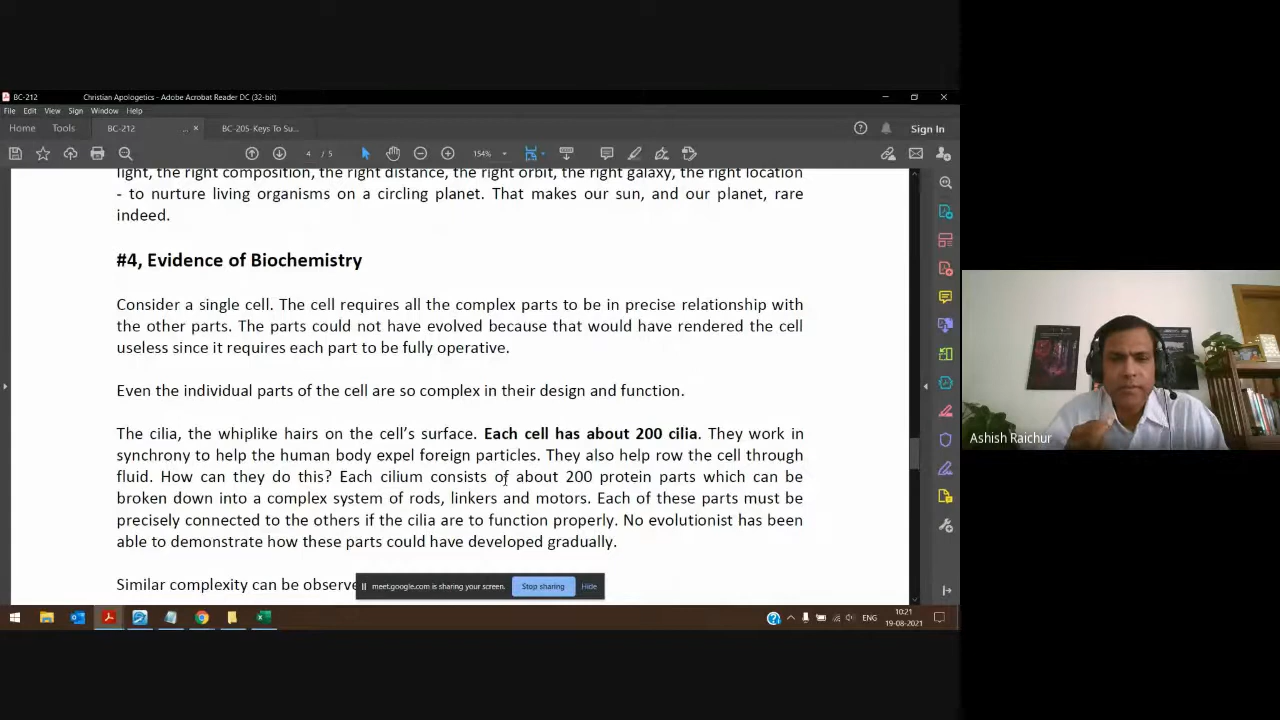 BC-212 Christian Apologetics - Adobe Acrobat Reader DC (32-bit)
File Edit View Sign Window Help
Home Tools BC-212 ... × BC-205-Keys To Su... Sign In
4 / 5 154%
light, the right composition, the right distance, the right orbit, the right galaxy, the right location
- to nurture living organisms on a circling planet. That makes our sun, and our planet, rare
indeed.
#4, Evidence of Biochemistry
Consider a single cell. The cell requires all the complex parts to be in precise relationship with
the other parts. The parts could not have evolved because that would have rendered the cell
useless since it requires each part to be fully operative.
Even the individual parts of the cell are so complex in their design and function.
The cilia, the whiplike hairs on the cell's surface. Each cell has about 200 cilia. They work in
synchrony to help the human body expel foreign particles. They also help row the cell through
fluid. How can they do this? Each cilium consists of about 200 protein parts which can be
broken down into a complex system of rods, linkers and motors. Each of these parts must be
precisely connected to the others if the cilia are to function properly. No evolutionist has been
able to demonstrate how these parts could have developed gradually.
Similar complexity can be observe
meet.google.com is sharing your screen. Stop sharing Hide
ENG 10:21
19-08-2021
Ashish Raichur